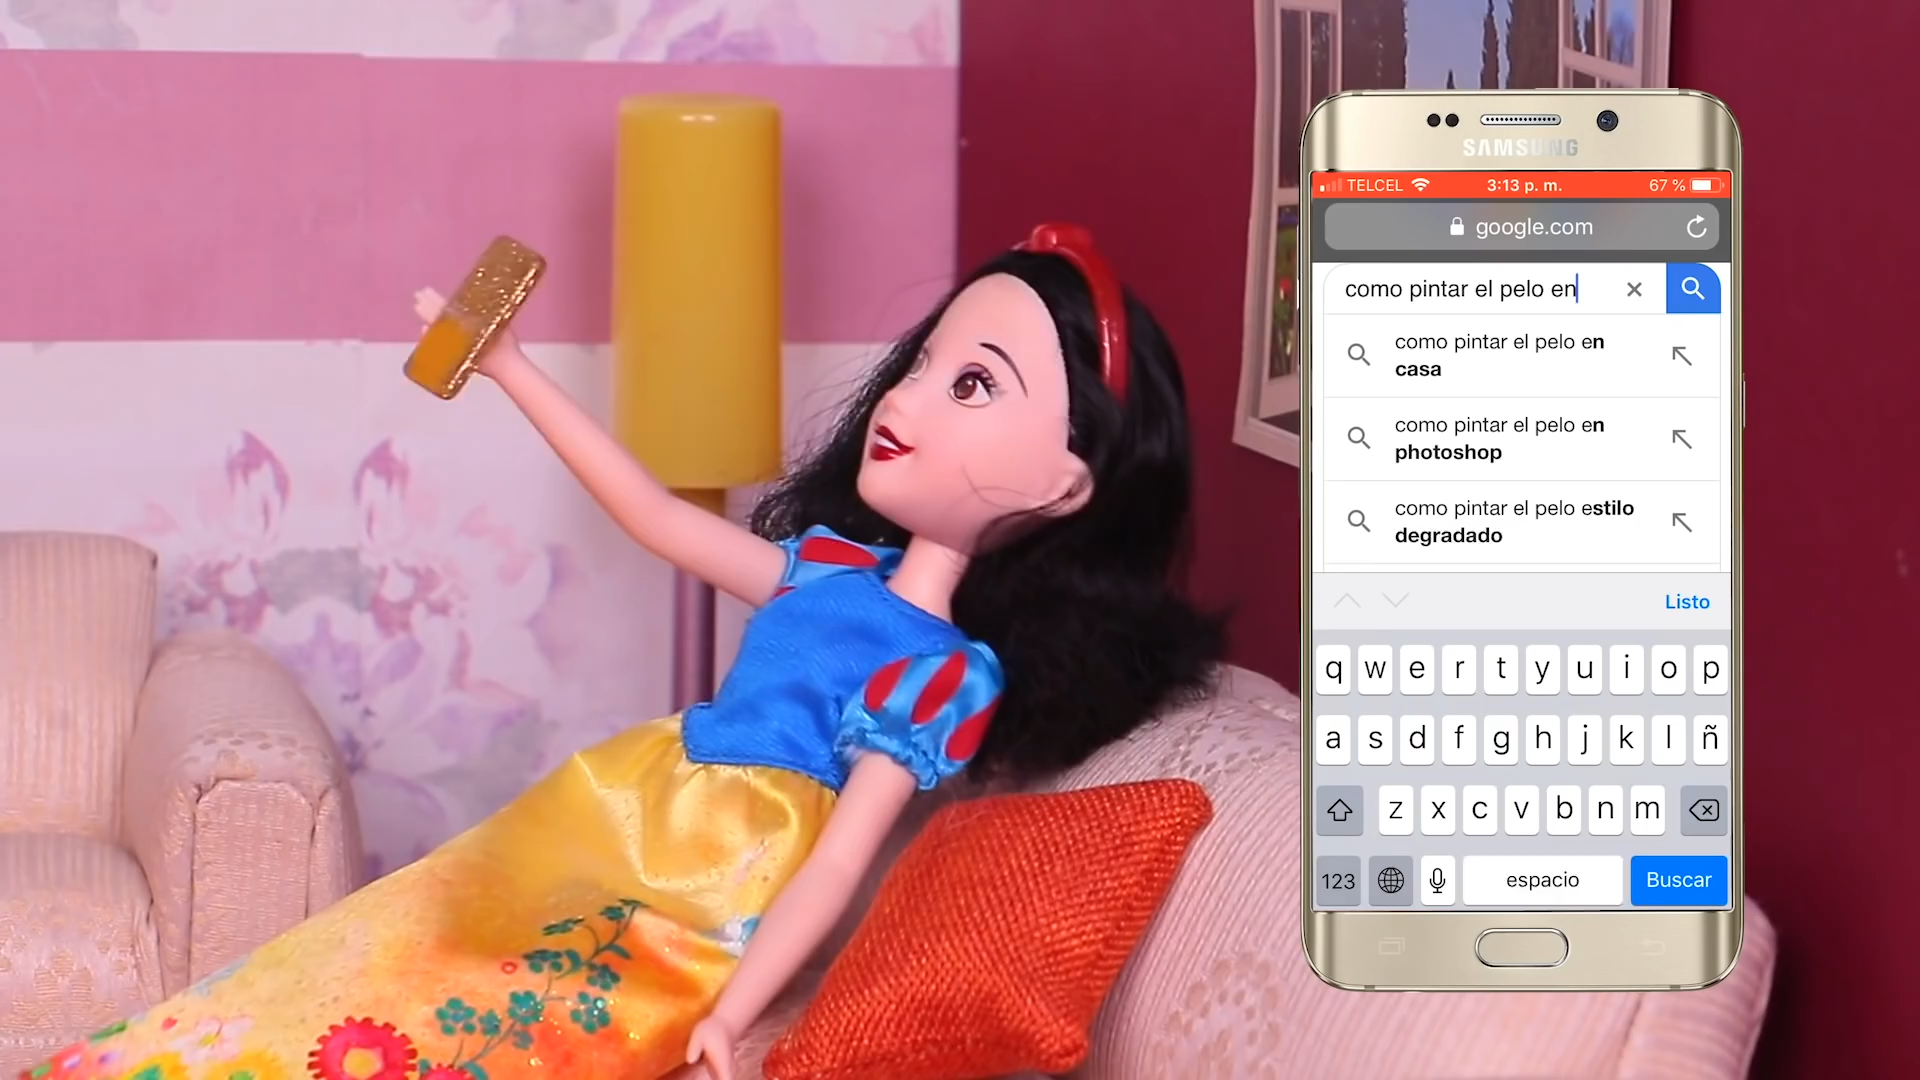 SAMSUNG
TELCEL 3:13 p. m. 67 %
google.com
como pintar el pelo en
como pintar el pelo en
casa
como pintar el pelo en
photoshop
como pintar el pelo estilo
degradado
Listo
q w e r t y u i o p
a s d f g h j k l ñ
z x c v b n m
123 espacio Buscar